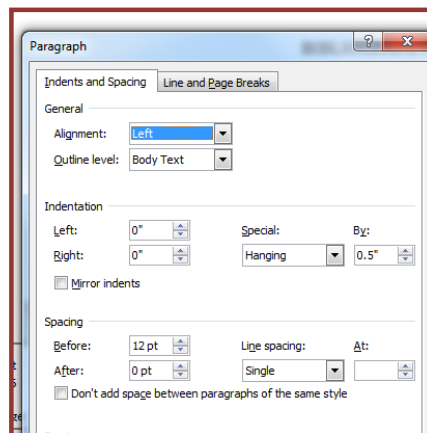 Paragraph
Indents and Spacing Line and Page Breaks
General
Alignment: Left
Outline level: Body Text
Indentation
Left: 0" Special: By:
Right: 0" Hanging 0.5"
Mirror indents
Spacing
Before: 12 pt Line spacing: At:
After: 0 pt Single
Don't add space between paragraphs of the same style